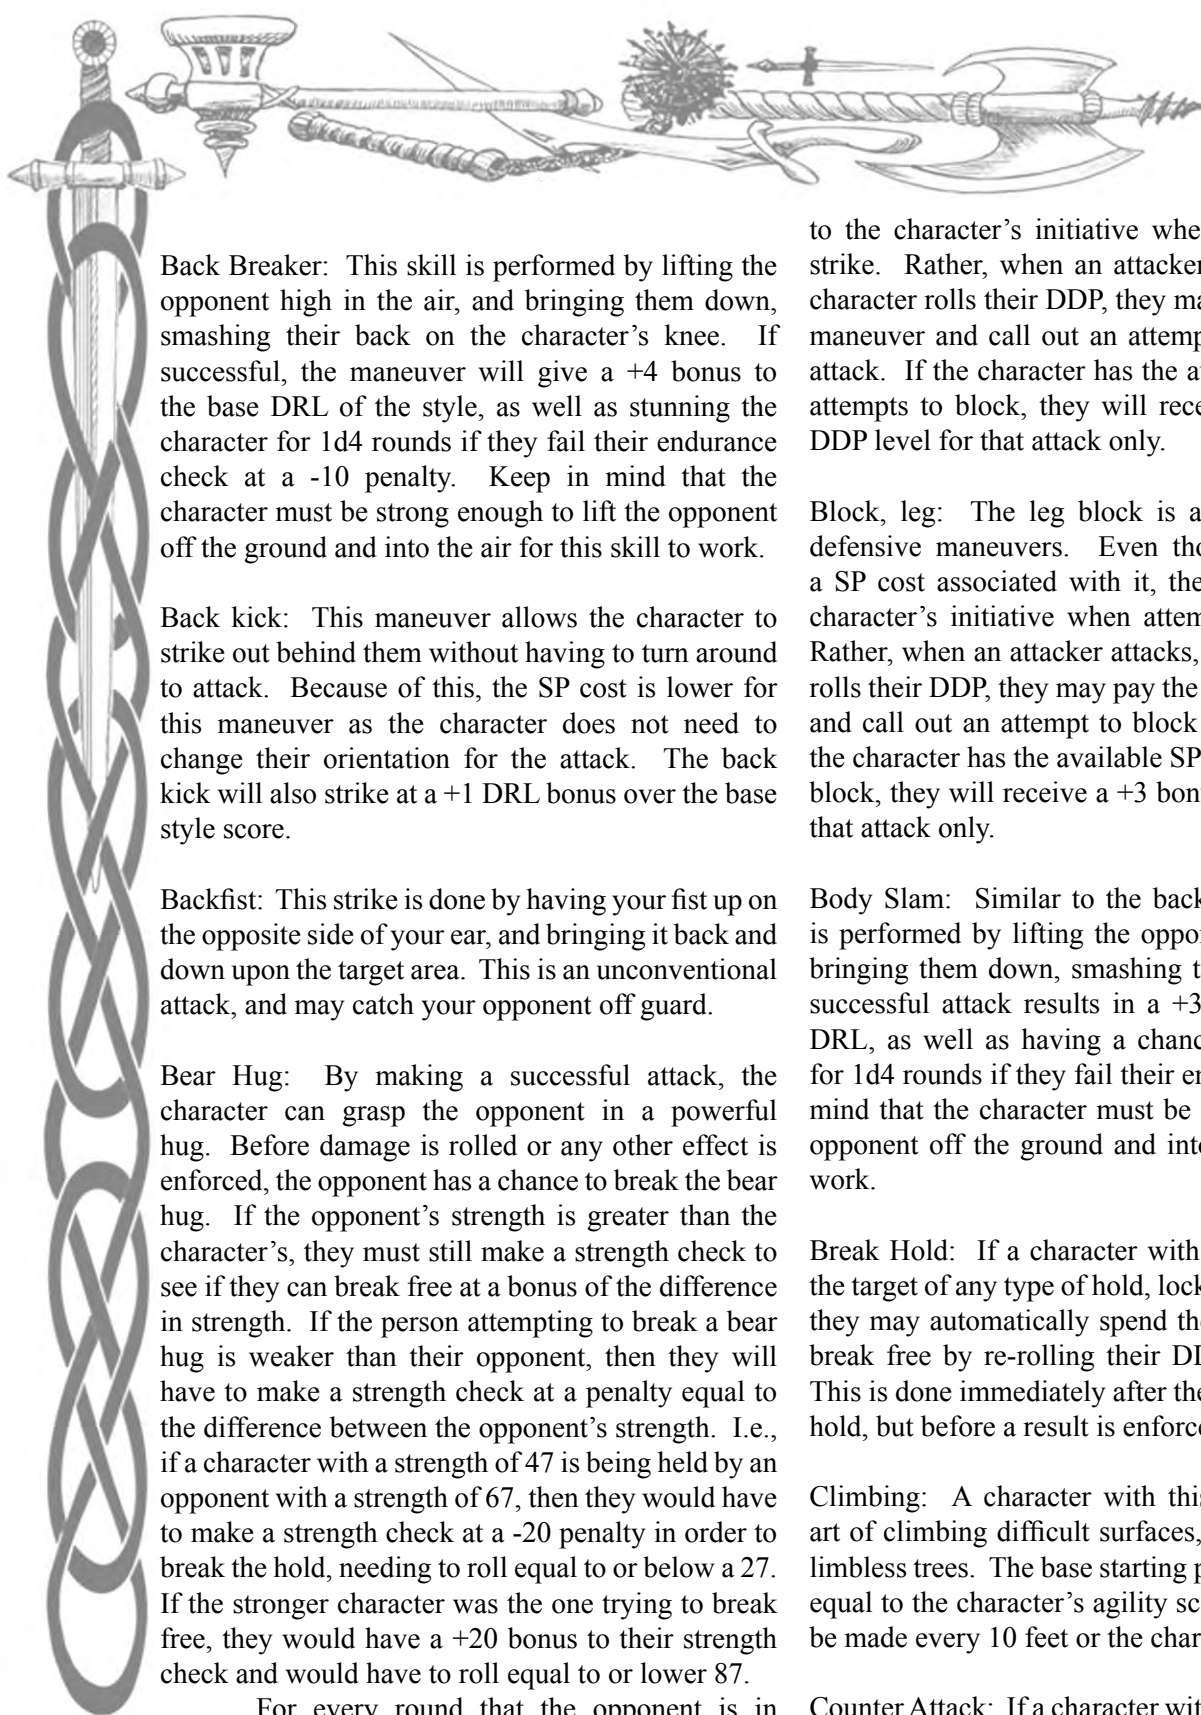 Back Breaker: This skill is performed by lifting the
opponent high in the air, and bringing them down,
smashing their back on the character's knee. If
successful, the maneuver will give a +4 bonus to
the base DRL of the style, as well as stunning the
character for 1d4 rounds if they fail their endurance
check at a -10 penalty. Keep in mind that the
character must be strong enough to lift the opponent
off the ground and into the air for this skill to work.
Back kick: This maneuver allows the character to
strike out behind them without having to turn around
to attack. Because of this, the SP cost is lower for
this maneuver as the character does not need to
change their orientation for the attack. The back
kick will also strike at a +1 DRL bonus over the base
style score.
Backfist: This strike is done by having your fist up on
the opposite side of your ear, and bringing it back and
down upon the target area. This is an unconventional
attack, and may catch your opponent off guard.
Bear Hug: By making a successful attack, the
character can grasp the opponent in a powerful
hug. Before damage is rolled or any other effect is
enforced, the opponent has a chance to break the bear
hug. If the opponent's strength is greater than the
character's, they must still make a strength check to
see if they can break free at a bonus of the difference
in strength. If the person attempting to break a bear
hug is weaker than their opponent, then they will
have to make a strength check at a penalty equal to
the difference between the opponent's strength. I.e.,
if a character with a strength of 47 is being held by an
opponent with a strength of 67, then they would have
to make a strength check at a -20 penalty in order to
break the hold, needing to roll equal to or below a 27.
If the stronger character was the one trying to break
free, they would have a +20 bonus to their strength
check and would have to roll equal to or lower 87.
For every round that the opponent is in
to the character's initiative whe
strike. Rather, when an attacker
character rolls their DDP, they ma
maneuver and call out an attemp
attack. If the character has the a
attempts to block, they will rece
DDP level for that attack only.
Block, leg: The leg block is a
defensive maneuvers. Even tho
a SP cost associated with it, the
character's initiative when attem
Rather, when an attacker attacks,
rolls their DDP, they may pay the
and call out an attempt to block
the character has the available SP
block, they will receive a +3 bon
that attack only.
Body Slam: Similar to the back
is performed by lifting the oppo
bringing them down, smashing t
successful attack results in a +3
DRL, as well as having a chanc
for 1d4 rounds if they fail their en
mind that the character must be
opponent off the ground and int
work.
Break Hold: If a character with
the target of any type of hold, lock
they may automatically spend the
break free by re-rolling their DD
This is done immediately after the
hold, but before a result is enforce
Climbing: A character with this
art of climbing difficult surfaces,
limbless trees. The base starting p
equal to the character's agility sc
be made every 10 feet or the char
Counter Attack: If a character wit